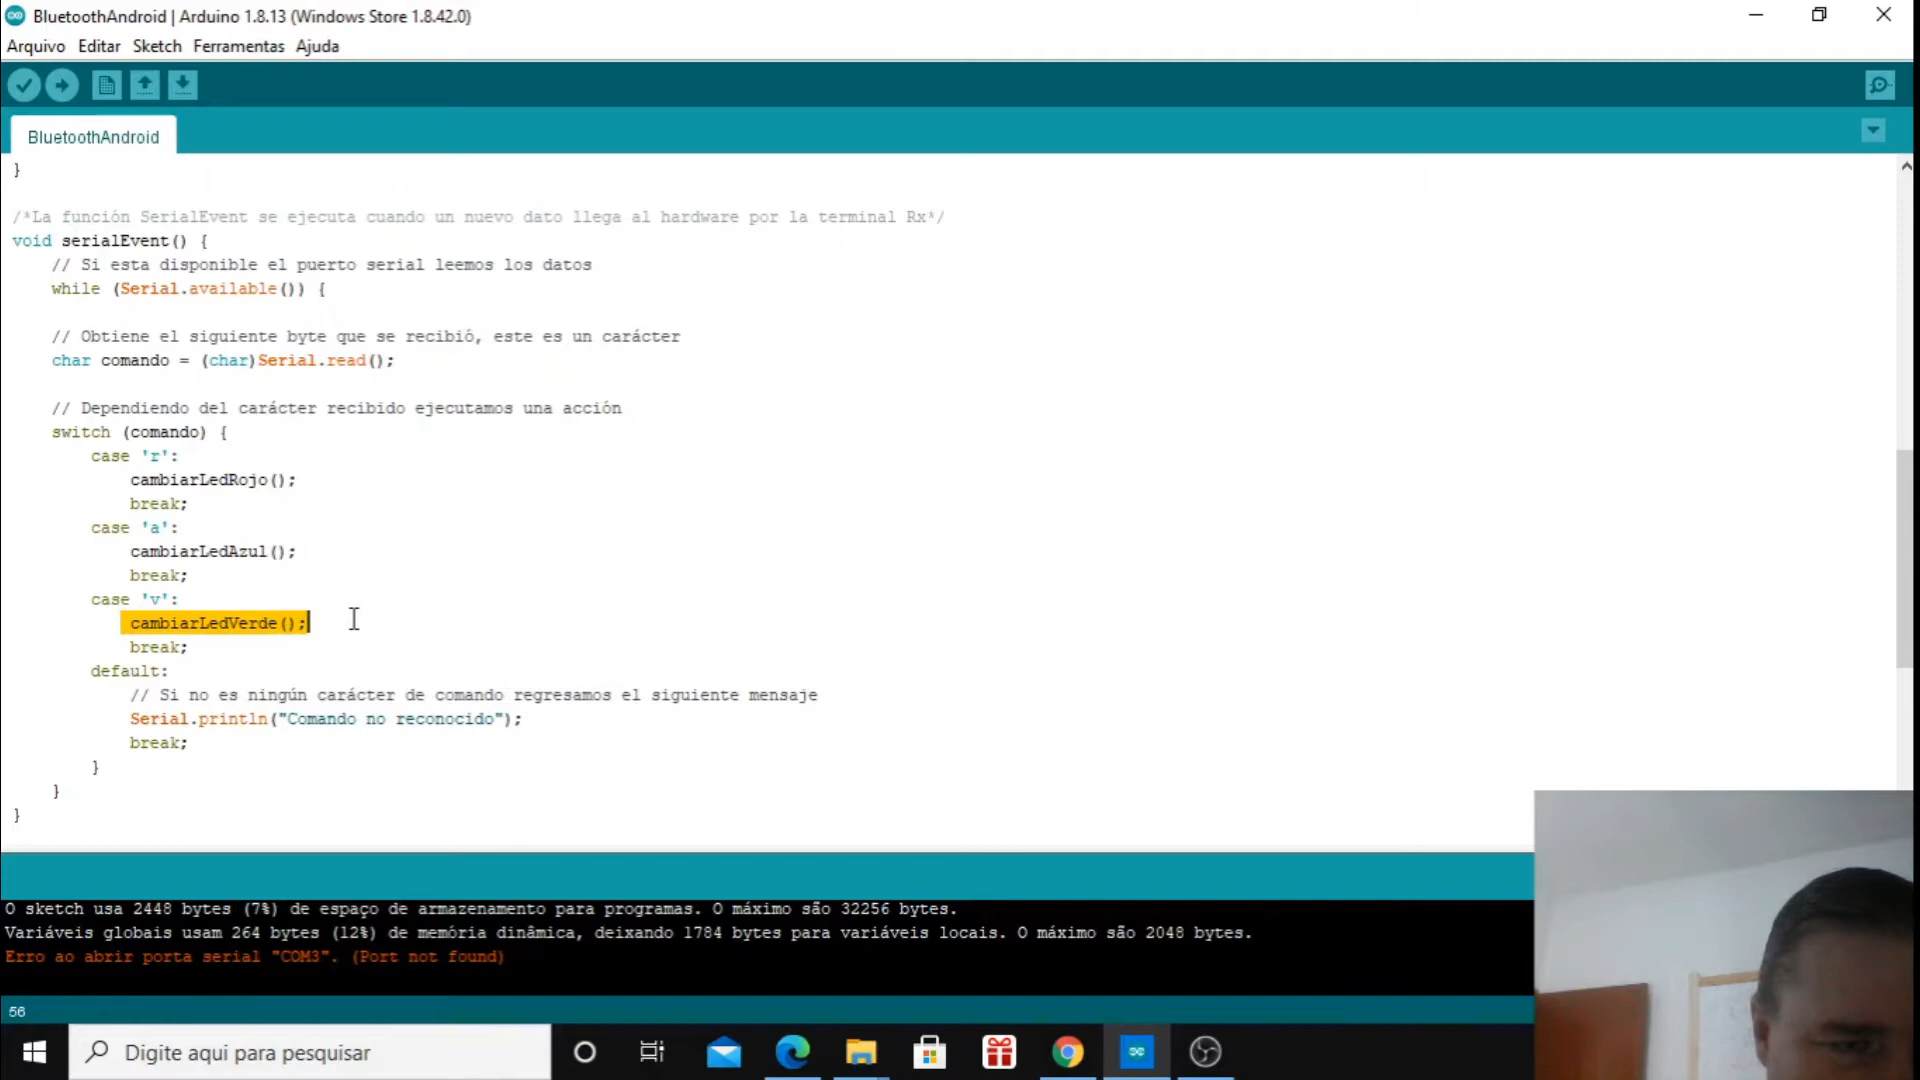 BluetoothAndroid | Arduino 1.8.13 (Windows Store 1.8.42.0)
Arquivo Editar Sketch Ferramentas Ajuda
BluetoothAndroid
}
/*La función SerialEvent se ejecuta cuando un nuevo dato llega al hardware por la terminal Rx*/
void serialEvent() {
// Si esta disponible el puerto serial leemos los datos
while (Serial.available()) {
// Obtiene el siguiente byte que se recibió, este es un carácter
char comando = (char)Serial.read();
// Dependiendo del carácter recibido ejecutamos una acción
switch (comando) {
case 'r':
cambiarLedRojo();
break;
case 'a':
cambiarLedAzul();
break;
case 'v':
cambiarLedVerde();
break;
default:
// Si no es ningún carácter de comando regresamos el siguiente mensaje
Serial.println("Comando no reconocido");
break;
}
}
}
O sketch usa 2448 bytes (7%) de espaço de armazenamento para programas. O máximo são 32256 bytes.
Variáveis globais usam 264 bytes (12%) de memória dinâmica, deixando 1784 bytes para variáveis locais. O máximo são 2048 bytes.
Erro ao abrir porta serial "COM3". (Port not found)
56
Digite aqui para pesquisar